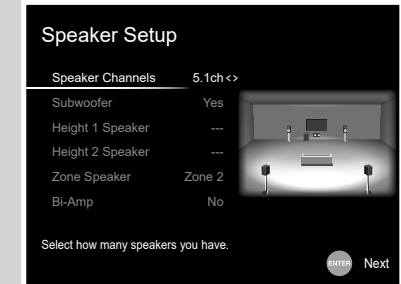 Speaker Setup
Speaker Channels 5.1ch <>
Subwoofer Yes
Height 1 Speaker ---
Height 2 Speaker ---
Zone Speaker Zone 2
Bi-Amp No
Select how many speakers you have.
ENTER Next